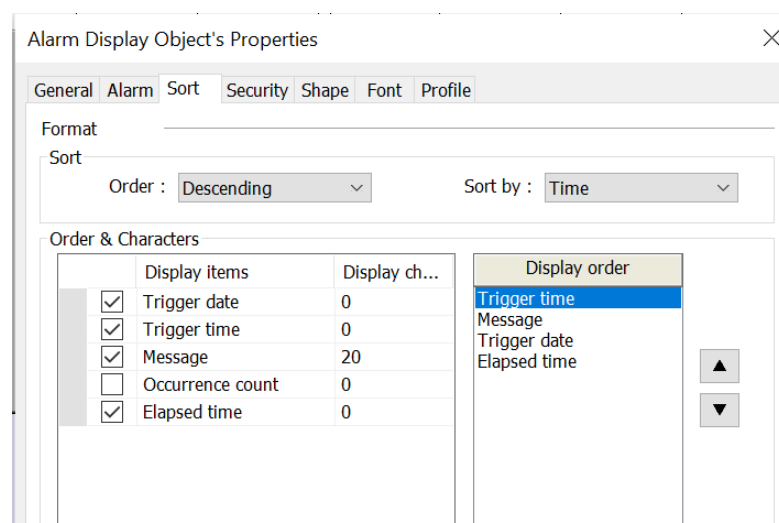 Alarm Display Object's Properties
General Alarm Sort Security Shape Font Profile
Format
Sort
Order : Descending Sort by : Time
Order & Characters
Display items Display ch... Display order
Trigger date 0
Trigger time 0
Message 20
Occurrence count 0
Elapsed time 0
Trigger time
Message
Trigger date
Elapsed time